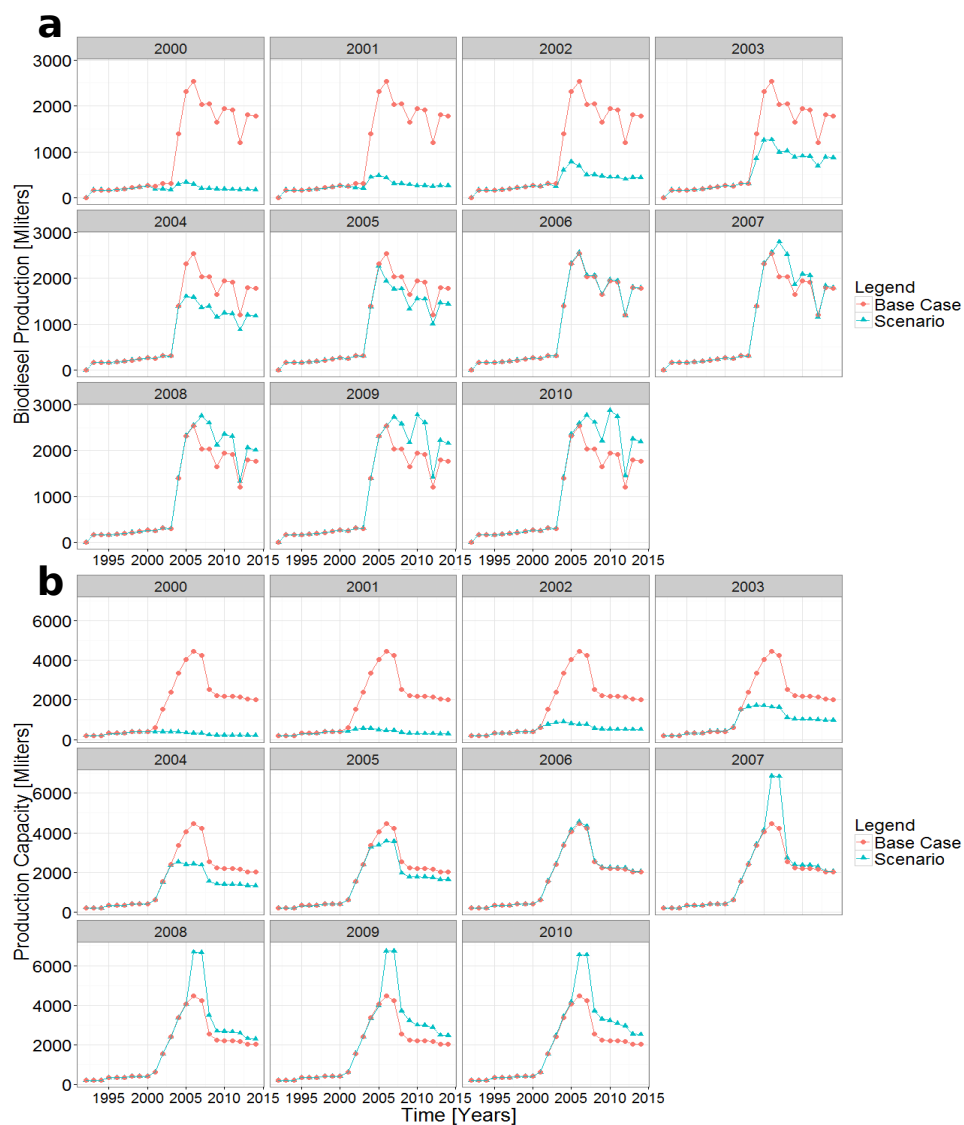 a
2000 2001 2002 2003
3000
2000
1000
0
2004 2005 2006 2007
3000
2000
1000
0
2008 2009 2010
3000
2000
1000
0
1995 2000 2005 2010 2015 1995 2000 2005 2010 2015 1995 2000 2005 2010 2015
Biodiesel Production [Mliters]
Legend
Base Case
Scenario
b
2000 2001 2002 2003
6000
4000
2000
0
2004 2005 2006 2007
6000
4000
2000
0
2008 2009 2010
6000
4000
2000
0
1995 2000 2005 2010 2015 1995 2000 2005 2010 2015 1995 2000 2005 2010 2015
Production Capacity [Mliters]
Time [Years]
Legend
Base Case
Scenario